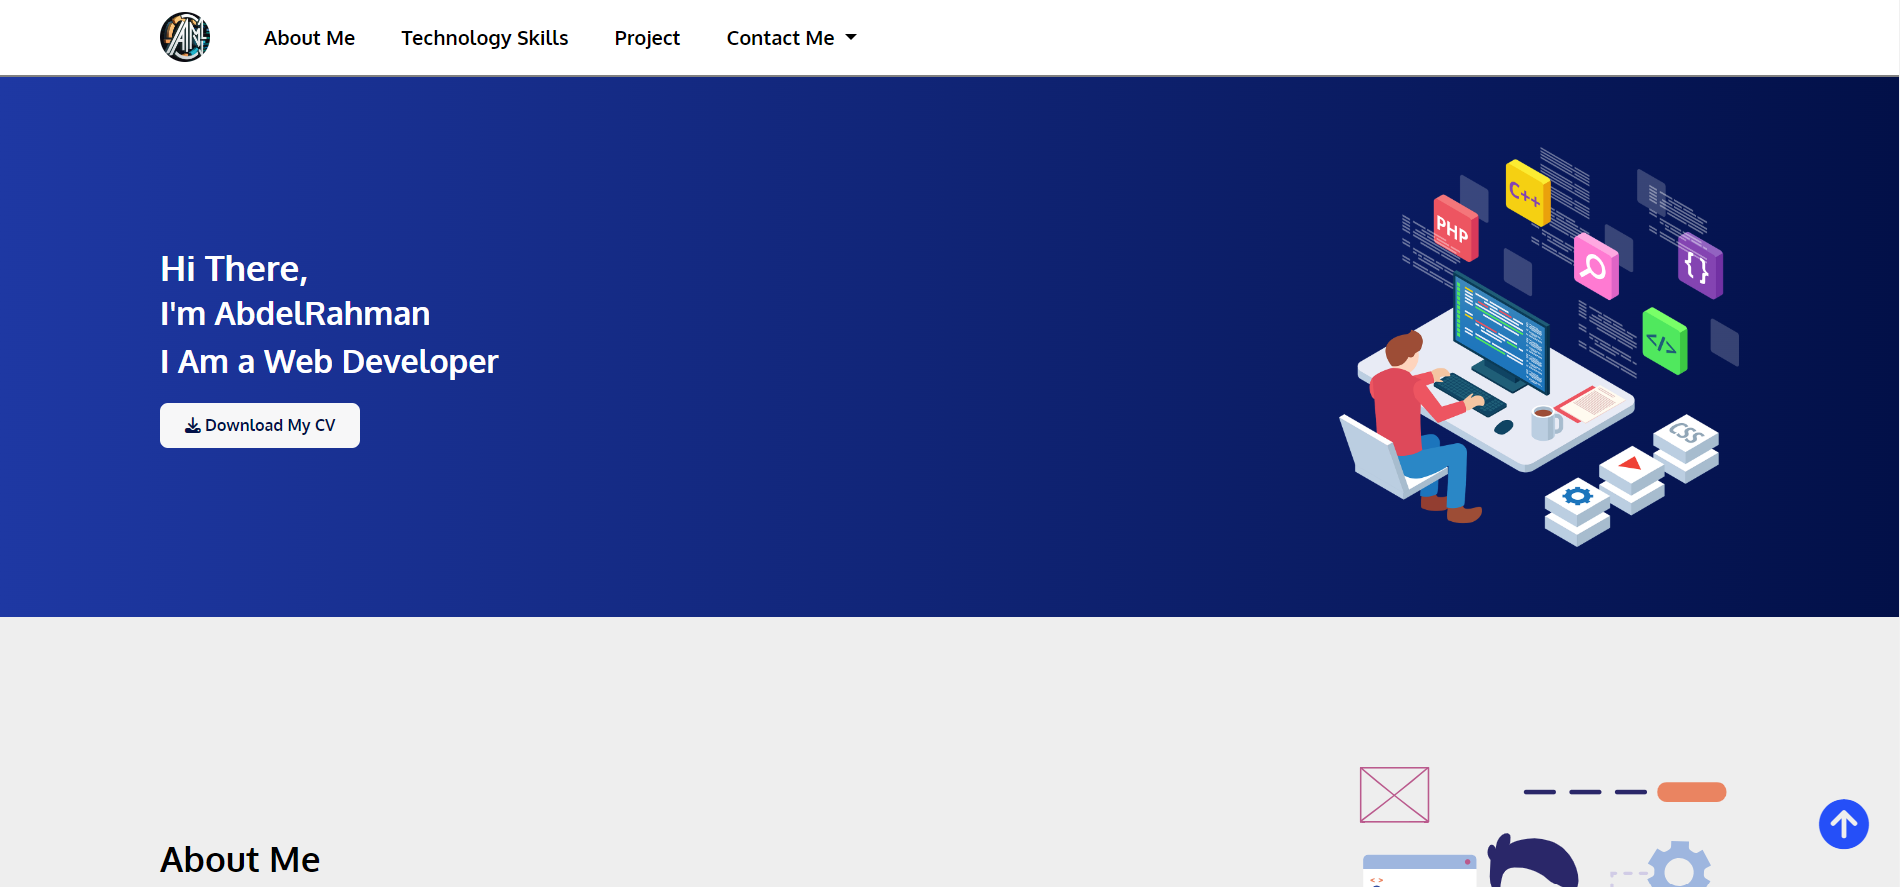 About Me
Technology Skills
Project
Contact Me
C++
PHP
{ }
</>
Hi There,
I'm AbdelRahman
I Am a Web Developer
Download My CV
CSS
< >
About Me